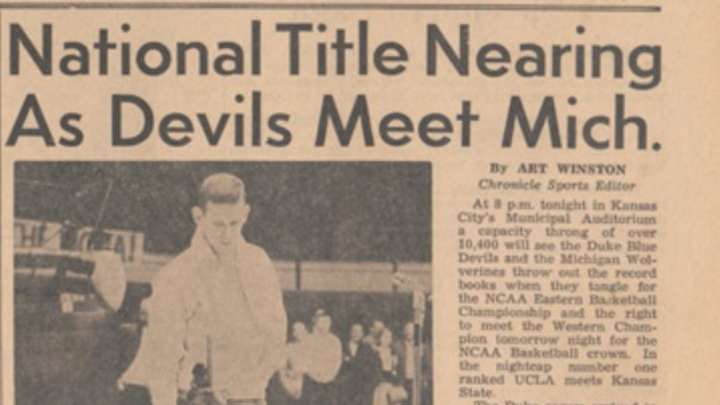 National Title Nearing
As Devils Meet Mich.
By ART WINSTON
Chronicle Sports Editor
At 8 p.m. tonight in Kansas
City's Municipal Auditorium
a capacity throng of over
10,400 will see the Duke Blue
Devils and the Michigan Wol-
verines throw out the record
books when they tangle for
the NCAA Eastern Basketball
Championship and the right
to meet the Western Cham-
pion tomorrow night for the
NCAA Basketball crown. In
the nightcap number one
ranked UCLA meets Kansas
State.